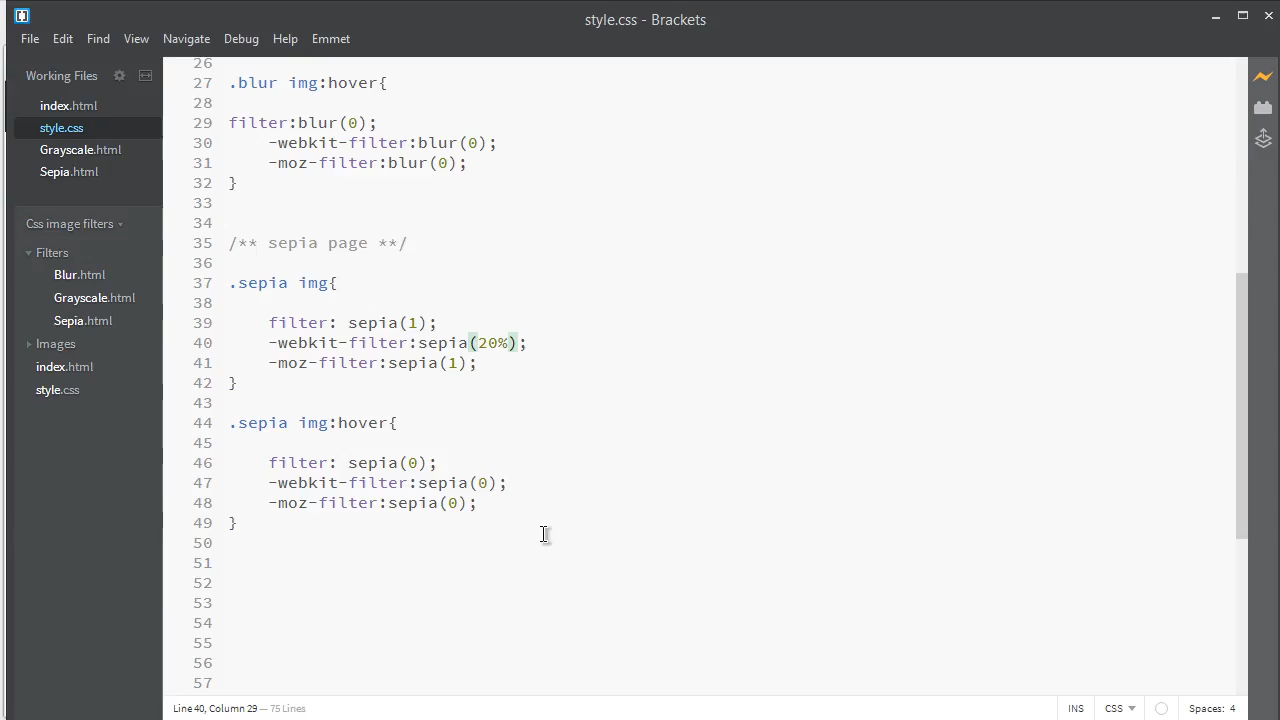 style.css - Brackets
File Edit Find View Navigate Debug Help Emmet
Working Files
index.html
style.css
Grayscale.html
Sepia.html
Css image filters
Filters
Blur.html
Grayscale.html
Sepia.html
Images
index.html
style.css
26
27 .blur img:hover{
28
29 filter:blur(0);
30 -webkit-filter:blur(0);
31 -moz-filter:blur(0);
32 }
33
34
35 /** sepia page **/
36
37 .sepia img{
38
39 filter: sepia(1);
40 -webkit-filter:sepia(20%);
41 -moz-filter:sepia(1);
42 }
43
44 .sepia img:hover{
45
46 filter: sepia(0);
47 -webkit-filter:sepia(0);
48 -moz-filter:sepia(0);
49 }
50
51
52
53
54
55
56
57
Line 40, Column 29 — 75 Lines
INS CSS Spaces: 4